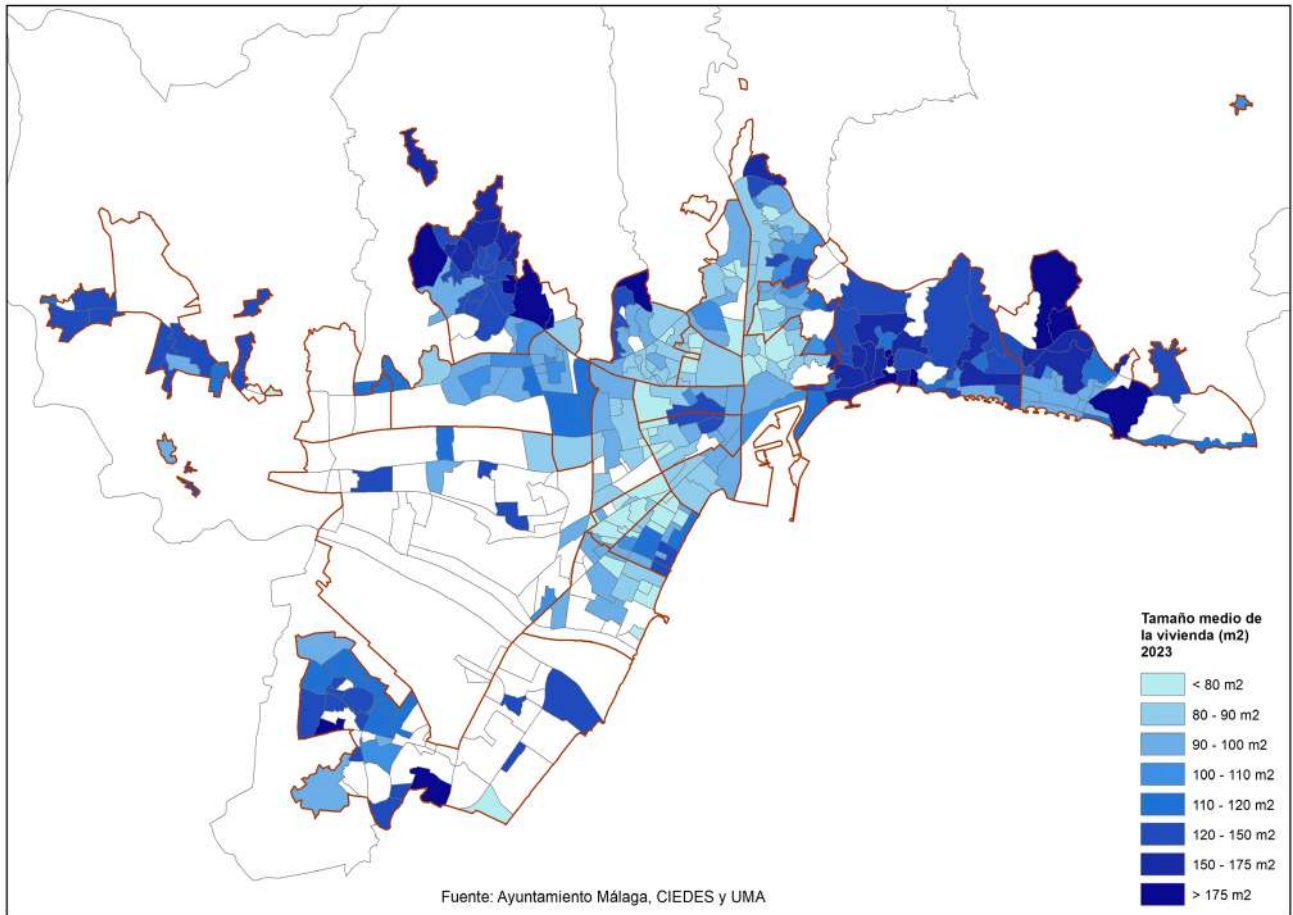 Tamaño medio de
la vivienda (m2)
2023
< 80 m2
80 - 90 m2
90 - 100 m2
100 - 110 m2
110 - 120 m2
120 - 150 m2
150 - 175 m2
> 175 m2
Fuente: Ayuntamiento Málaga, CIEDES y UMA